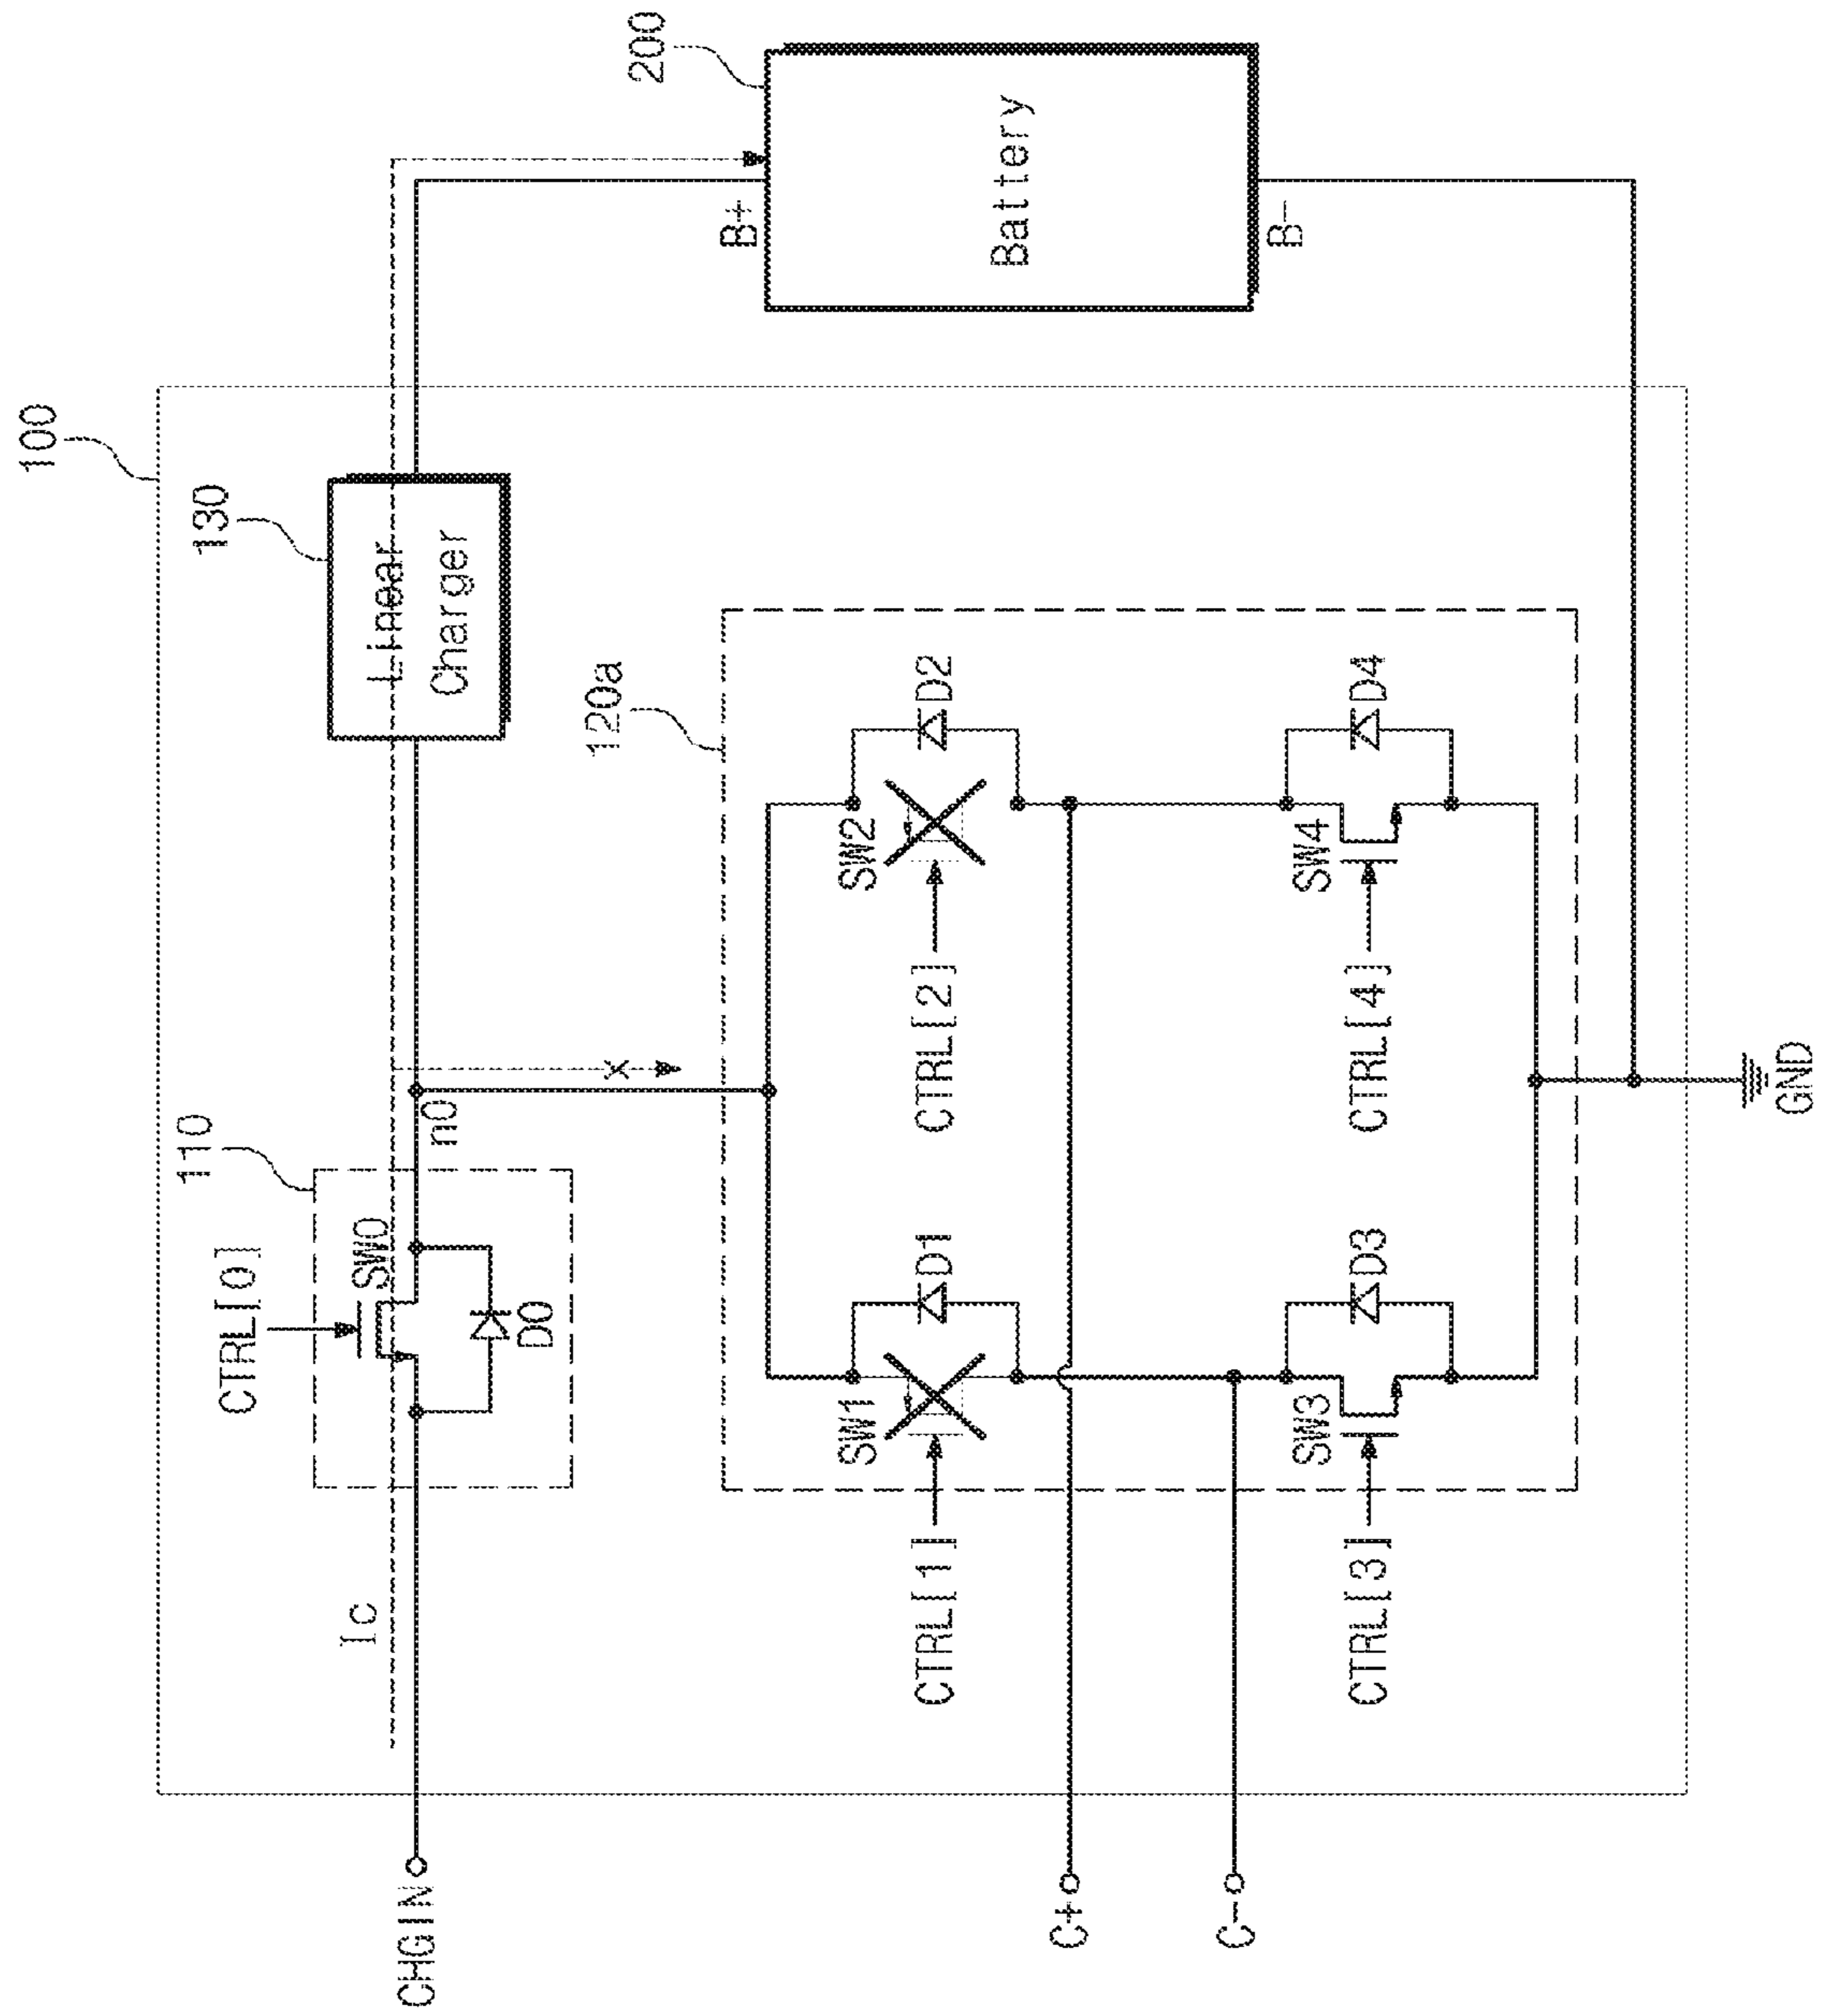 100
200
130
Linear
Charger
B+
Battery
B-
110
CTRL[0]
SW0
D0
n0
Ic
CHGIN
120a
SW1
D1
CTRL[1]
SW2
D2
CTRL[2]
SW3
D3
CTRL[3]
SW4
D4
CTRL[4]
x
C+
C-
GND